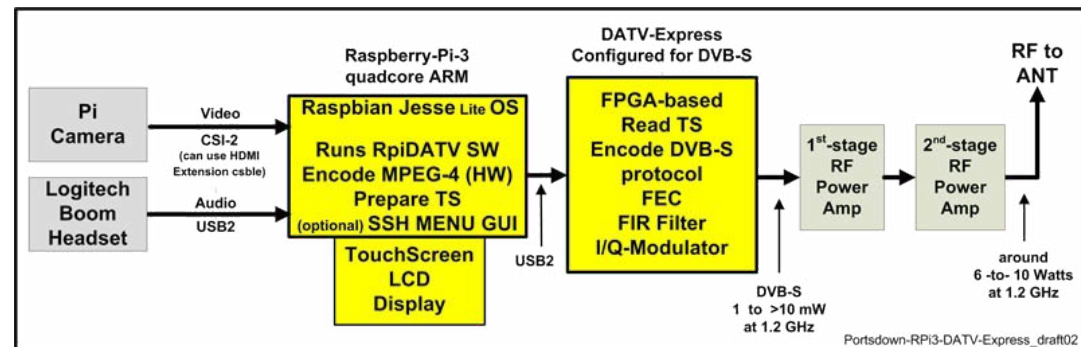 Pi
Camera
Logitech
Boom
Headset
Video
CSI-2
(can use HDMI
Extension csble)
Audio
USB2
Raspberry-Pi-3
quadcore ARM
Raspbian Jesse Lite OS
Runs RpiDATV SW
Encode MPEG-4 (HW)
Prepare TS
(optional) SSH MENU GUI
TouchScreen
LCD
Display
USB2
DATV-Express
Configured for DVB-S
FPGA-based
Read TS
Encode DVB-S
protocol
FEC
FIR Filter
I/Q-Modulator
DVB-S
1 to >10 mW
at 1.2 GHz
1st-stage
RF
Power
Amp
2nd-stage
RF
Power
Amp
RF to
ANT
around
6 -to- 10 Watts
at 1.2 GHz
Portsdown-RPi3-DATV-Express_draft02